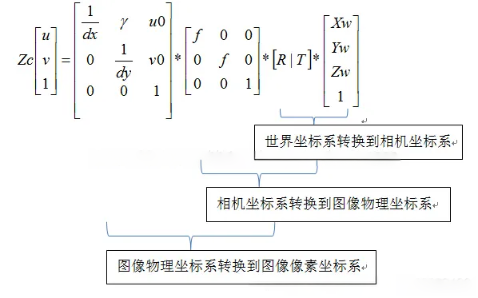 Zc [u v 1] = [1/dx γ u0 0 1/dy v0 0 0 1] * [f 0 0 0 f 0 0 0 1] * [R | T] * [Xw Yw Zw 1]
世界坐标系转换到相机坐标系
相机坐标系转换到图像物理坐标系
图像物理坐标系转换到图像像素坐标系